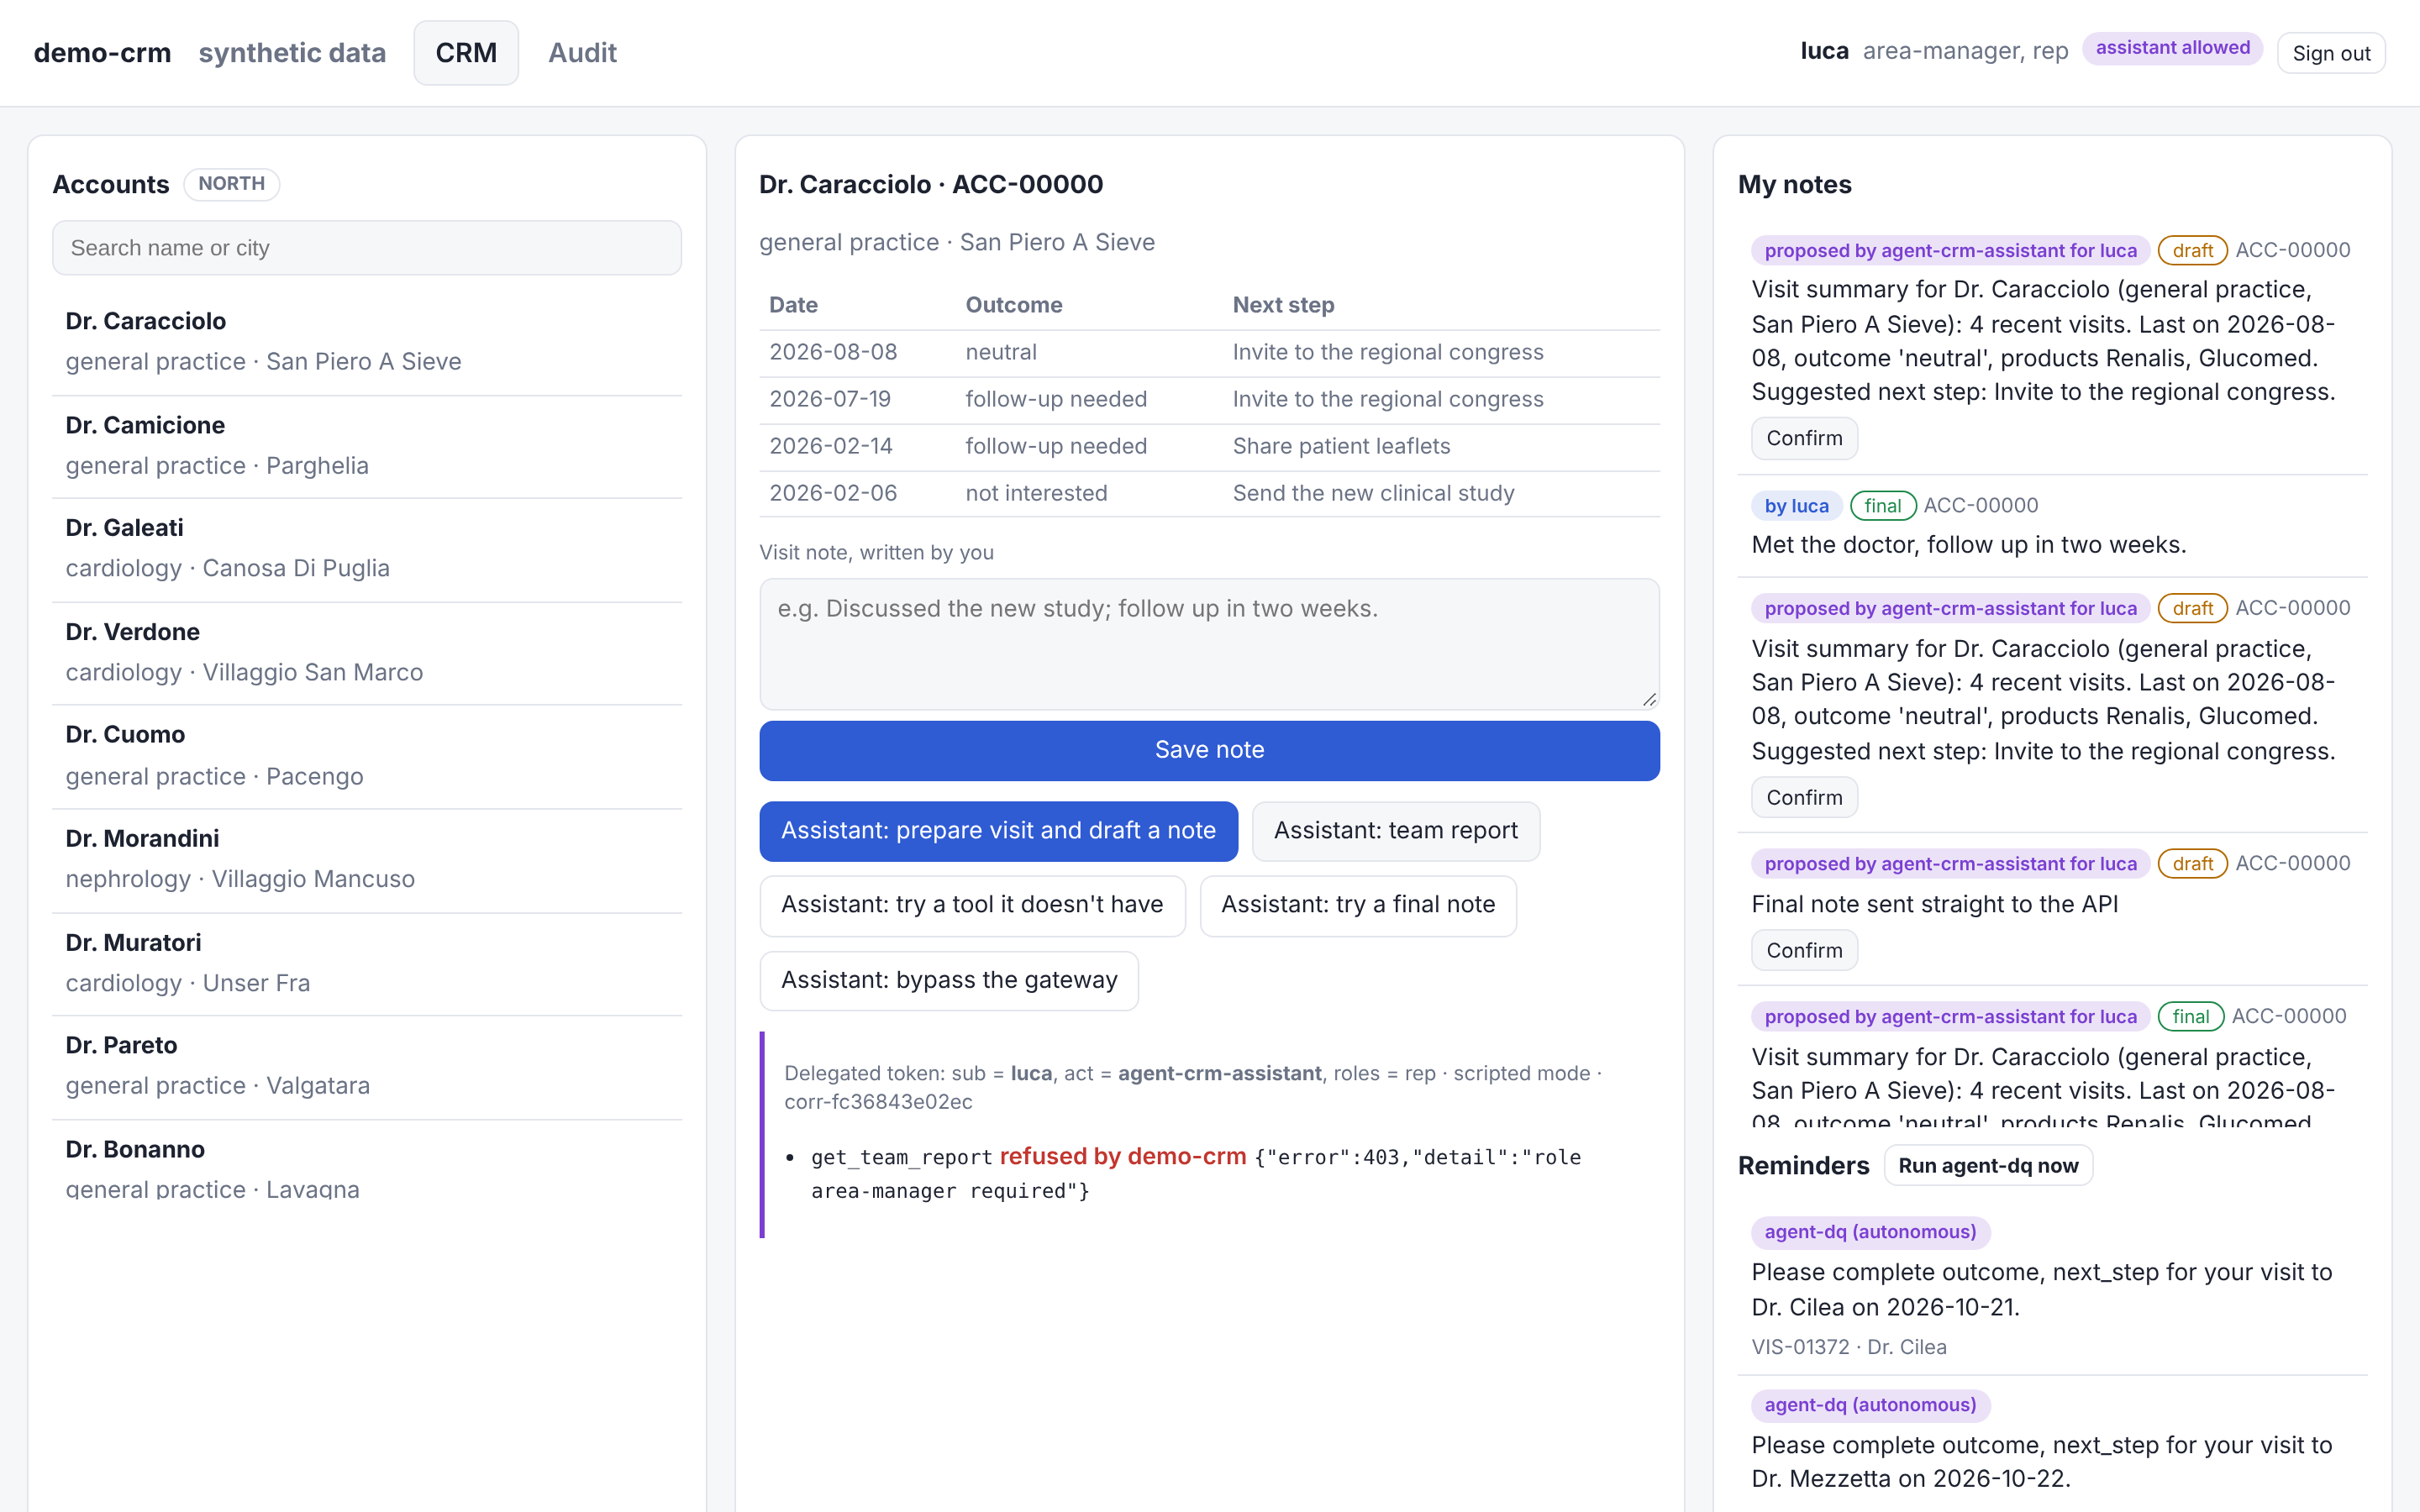 demo-crm synthetic data CRM Audit
luca area-manager, rep assistant allowed Sign out
Accounts NORTH
Search name or city
Dr. Caracciolo
general practice · San Piero A Sieve
Dr. Camicione
general practice · Parghelia
Dr. Galeati
cardiology · Canosa Di Puglia
Dr. Verdone
cardiology · Villaggio San Marco
Dr. Cuomo
general practice · Pacengo
Dr. Morandini
nephrology · Villaggio Mancuso
Dr. Muratori
cardiology · Unser Fra
Dr. Pareto
general practice · Valgatara
Dr. Bonanno
general practice · Lavagna
Dr. Caracciolo · ACC-00000
general practice · San Piero A Sieve
Date Outcome Next step
2026-08-08 neutral Invite to the regional congress
2026-07-19 follow-up needed Invite to the regional congress
2026-02-14 follow-up needed Share patient leaflets
2026-02-06 not interested Send the new clinical study
Visit note, written by you
e.g. Discussed the new study; follow up in two weeks.
Save note
Assistant: prepare visit and draft a note Assistant: team report
Assistant: try a tool it doesn't have Assistant: try a final note
Assistant: bypass the gateway
Delegated token: sub = luca, act = agent-crm-assistant, roles = rep · scripted mode ·
corr-fc36843e02ec
• get_team_report refused by demo-crm {"error":403,"detail":"role
area-manager required"}
My notes
proposed by agent-crm-assistant for luca draft ACC-00000
Visit summary for Dr. Caracciolo (general practice,
San Piero A Sieve): 4 recent visits. Last on 2026-08-
08, outcome 'neutral', products Renalis, Glucomed.
Suggested next step: Invite to the regional congress.
Confirm
by luca final ACC-00000
Met the doctor, follow up in two weeks.
proposed by agent-crm-assistant for luca draft ACC-00000
Visit summary for Dr. Caracciolo (general practice,
San Piero A Sieve): 4 recent visits. Last on 2026-08-
08, outcome 'neutral', products Renalis, Glucomed.
Suggested next step: Invite to the regional congress.
Confirm
proposed by agent-crm-assistant for luca draft ACC-00000
Final note sent straight to the API
Confirm
proposed by agent-crm-assistant for luca final ACC-00000
Visit summary for Dr. Caracciolo (general practice,
San Piero A Sieve): 4 recent visits. Last on 2026-08-
08, outcome 'neutral', products Renalis, Glucomed.
Reminders Run agent-dq now
agent-dq (autonomous)
Please complete outcome, next_step for your visit to
Dr. Cilea on 2026-10-21.
VIS-01372 · Dr. Cilea
agent-dq (autonomous)
Please complete outcome, next_step for your visit to
Dr. Mezzetta on 2026-10-22.